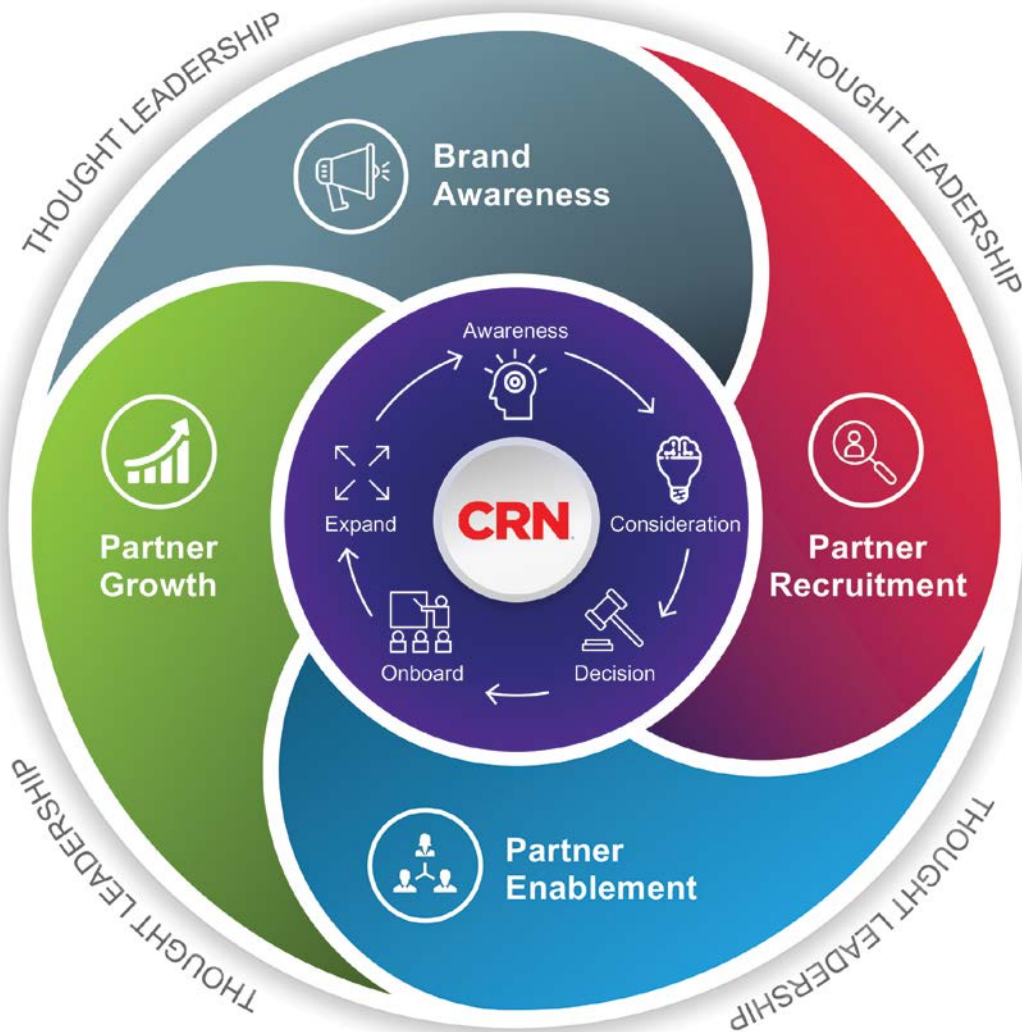 THOUGHT LEADERSHIP
THOUGHT LEADERSHIP
Brand
Awareness
Awareness
Expand
CRN
Consideration
Partner
Growth
Partner
Recruitment
Onboard
Decision
Partner
Enablement
THOUGHT LEADERSHIP
THOUGHT LEADERSHIP